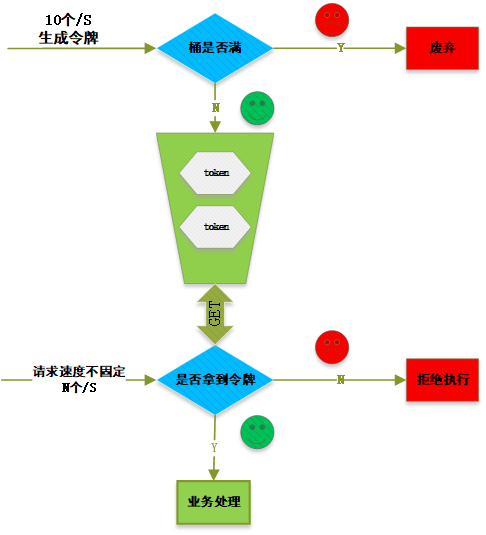 10个/S
生成令牌
桶是否满
Y
废弃
N
token
token
GET
请求速度不固定
N个/S
是否拿到令牌
N
拒绝执行
Y
业务处理